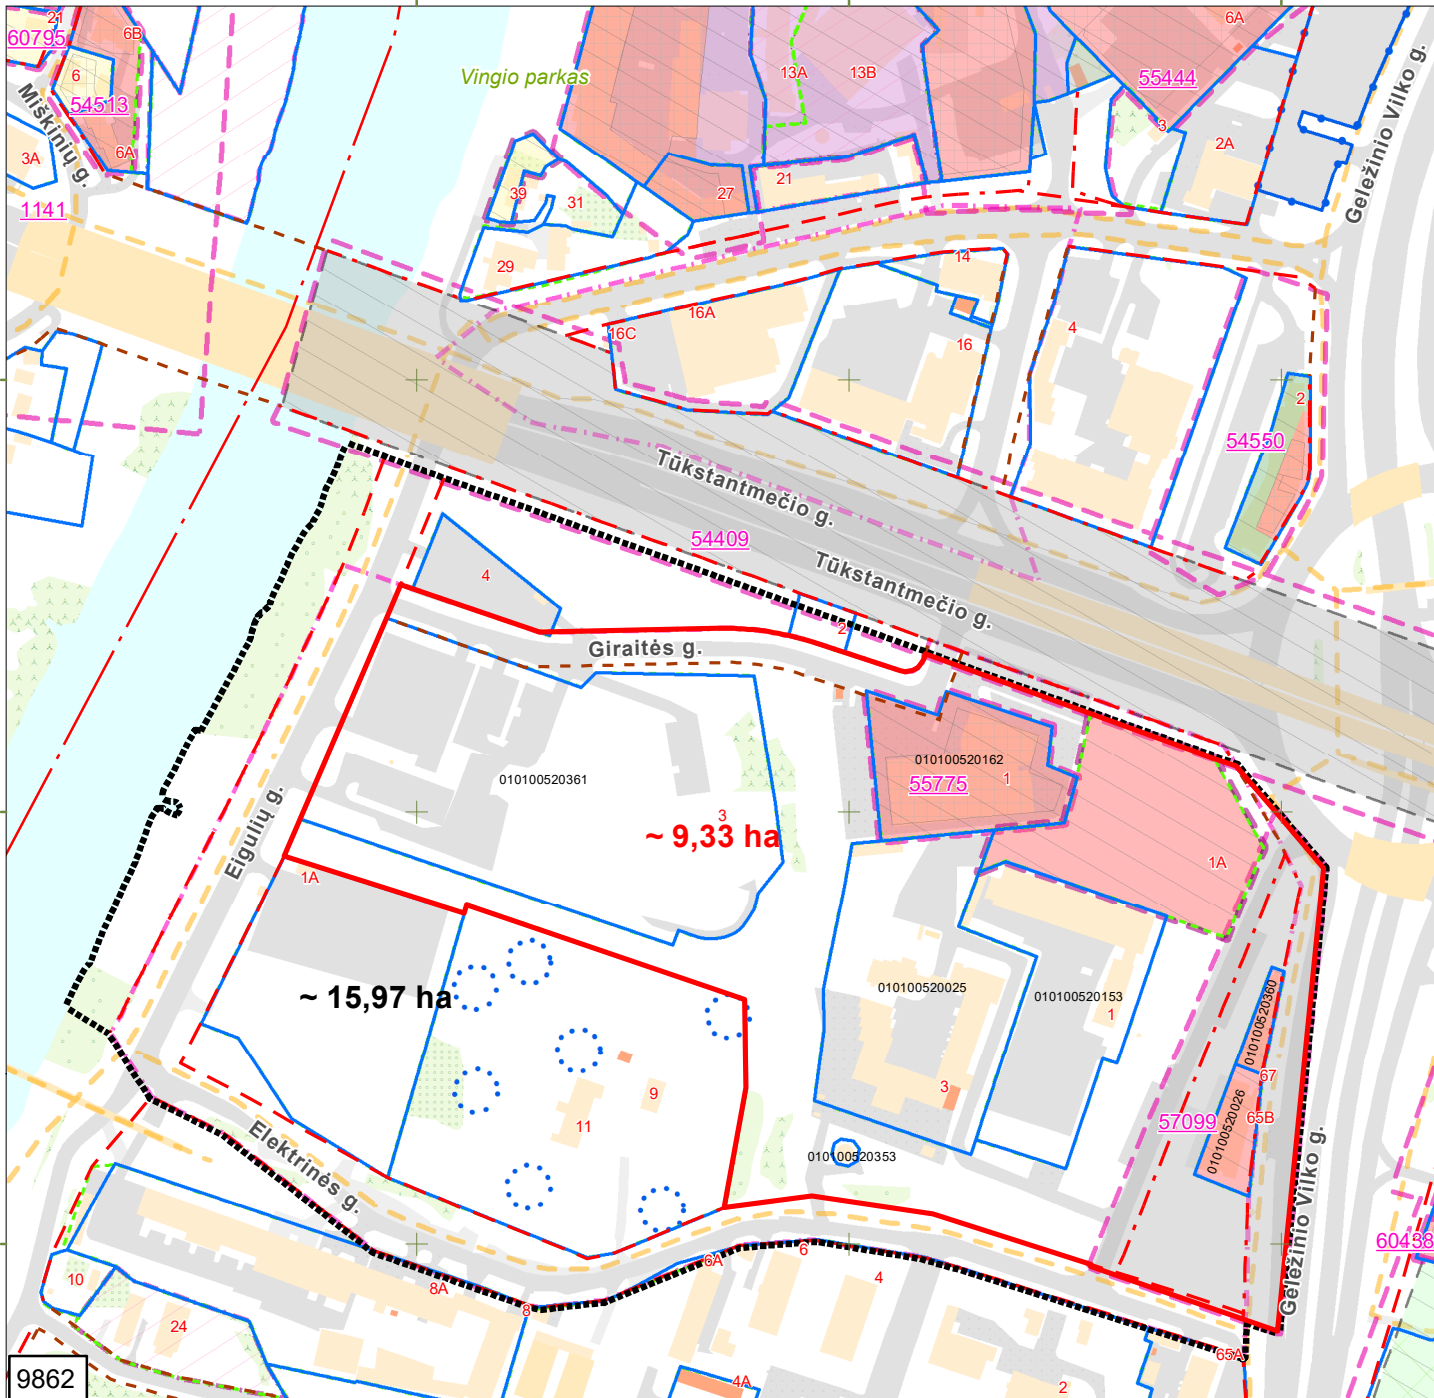 21
60795
6B
6
54513
Miškinių g.
3A
6A
1141
Vingio parkas
13A
13B
6A
55444
3
2A
Geležinio Vilko g.
39
31
27
21
29
14
16A
16C
16
4
2
54550
Tūkstantmečio g.
54409
Tūkstantmečio g.
4
2
Giraitės g.
010100520162
55775
1
010100520361
3
~ 9,33 ha
Eigulių g.
1A
1A
~ 15,97 ha
010100520025
010100520153
1
010100520360
67
3
9
11
57099
65B
010100520026
Elektrinės g.
010100520353
Geležinio Vilko g.
60438
6
6A
4
10
8A
8
24
65A
4A
2
9862